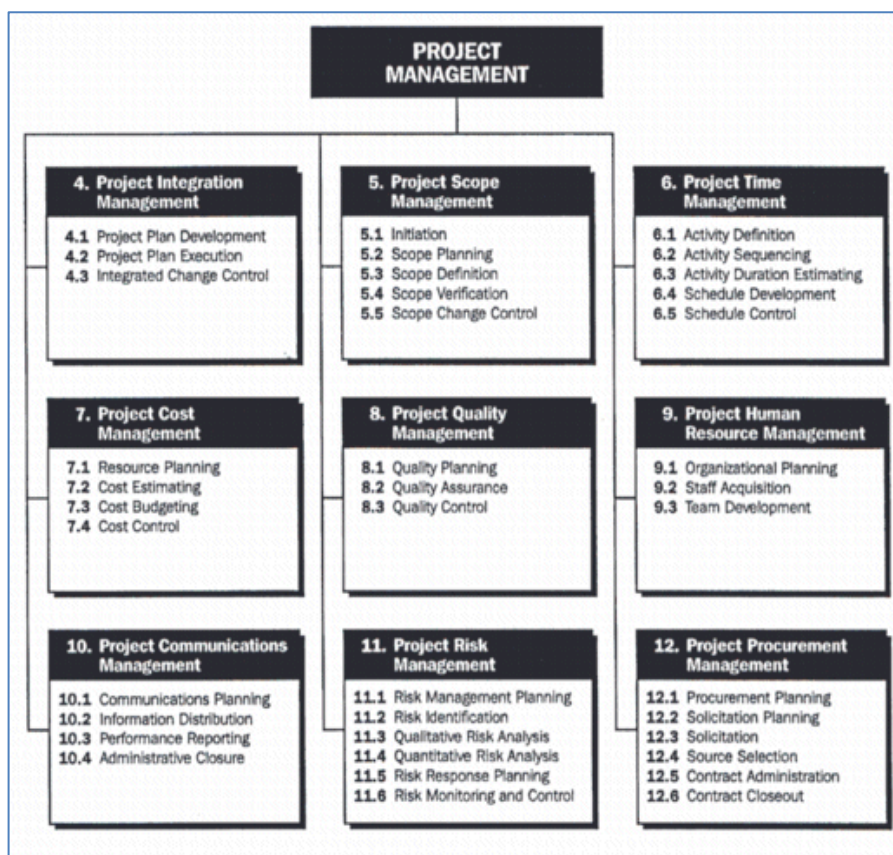 PROJECT
MANAGEMENT
4. Project Integration
Management
4.1 Project Plan Development
4.2 Project Plan Execution
4.3 Integrated Change Control
5. Project Scope
Management
5.1 Initiation
5.2 Scope Planning
5.3 Scope Definition
5.4 Scope Verification
5.5 Scope Change Control
6. Project Time
Management
6.1 Activity Definition
6.2 Activity Sequencing
6.3 Activity Duration Estimating
6.4 Schedule Development
6.5 Schedule Control
7. Project Cost
Management
7.1 Resource Planning
7.2 Cost Estimating
7.3 Cost Budgeting
7.4 Cost Control
8. Project Quality
Management
8.1 Quality Planning
8.2 Quality Assurance
8.3 Quality Control
9. Project Human
Resource Management
9.1 Organizational Planning
9.2 Staff Acquisition
9.3 Team Development
10. Project Communications
Management
10.1 Communications Planning
10.2 Information Distribution
10.3 Performance Reporting
10.4 Administrative Closure
11. Project Risk
Management
11.1 Risk Management Planning
11.2 Risk Identification
11.3 Qualitative Risk Analysis
11.4 Quantitative Risk Analysis
11.5 Risk Response Planning
11.6 Risk Monitoring and Control
12. Project Procurement
Management
12.1 Procurement Planning
12.2 Solicitation Planning
12.3 Solicitation
12.4 Source Selection
12.5 Contract Administration
12.6 Contract Closeout